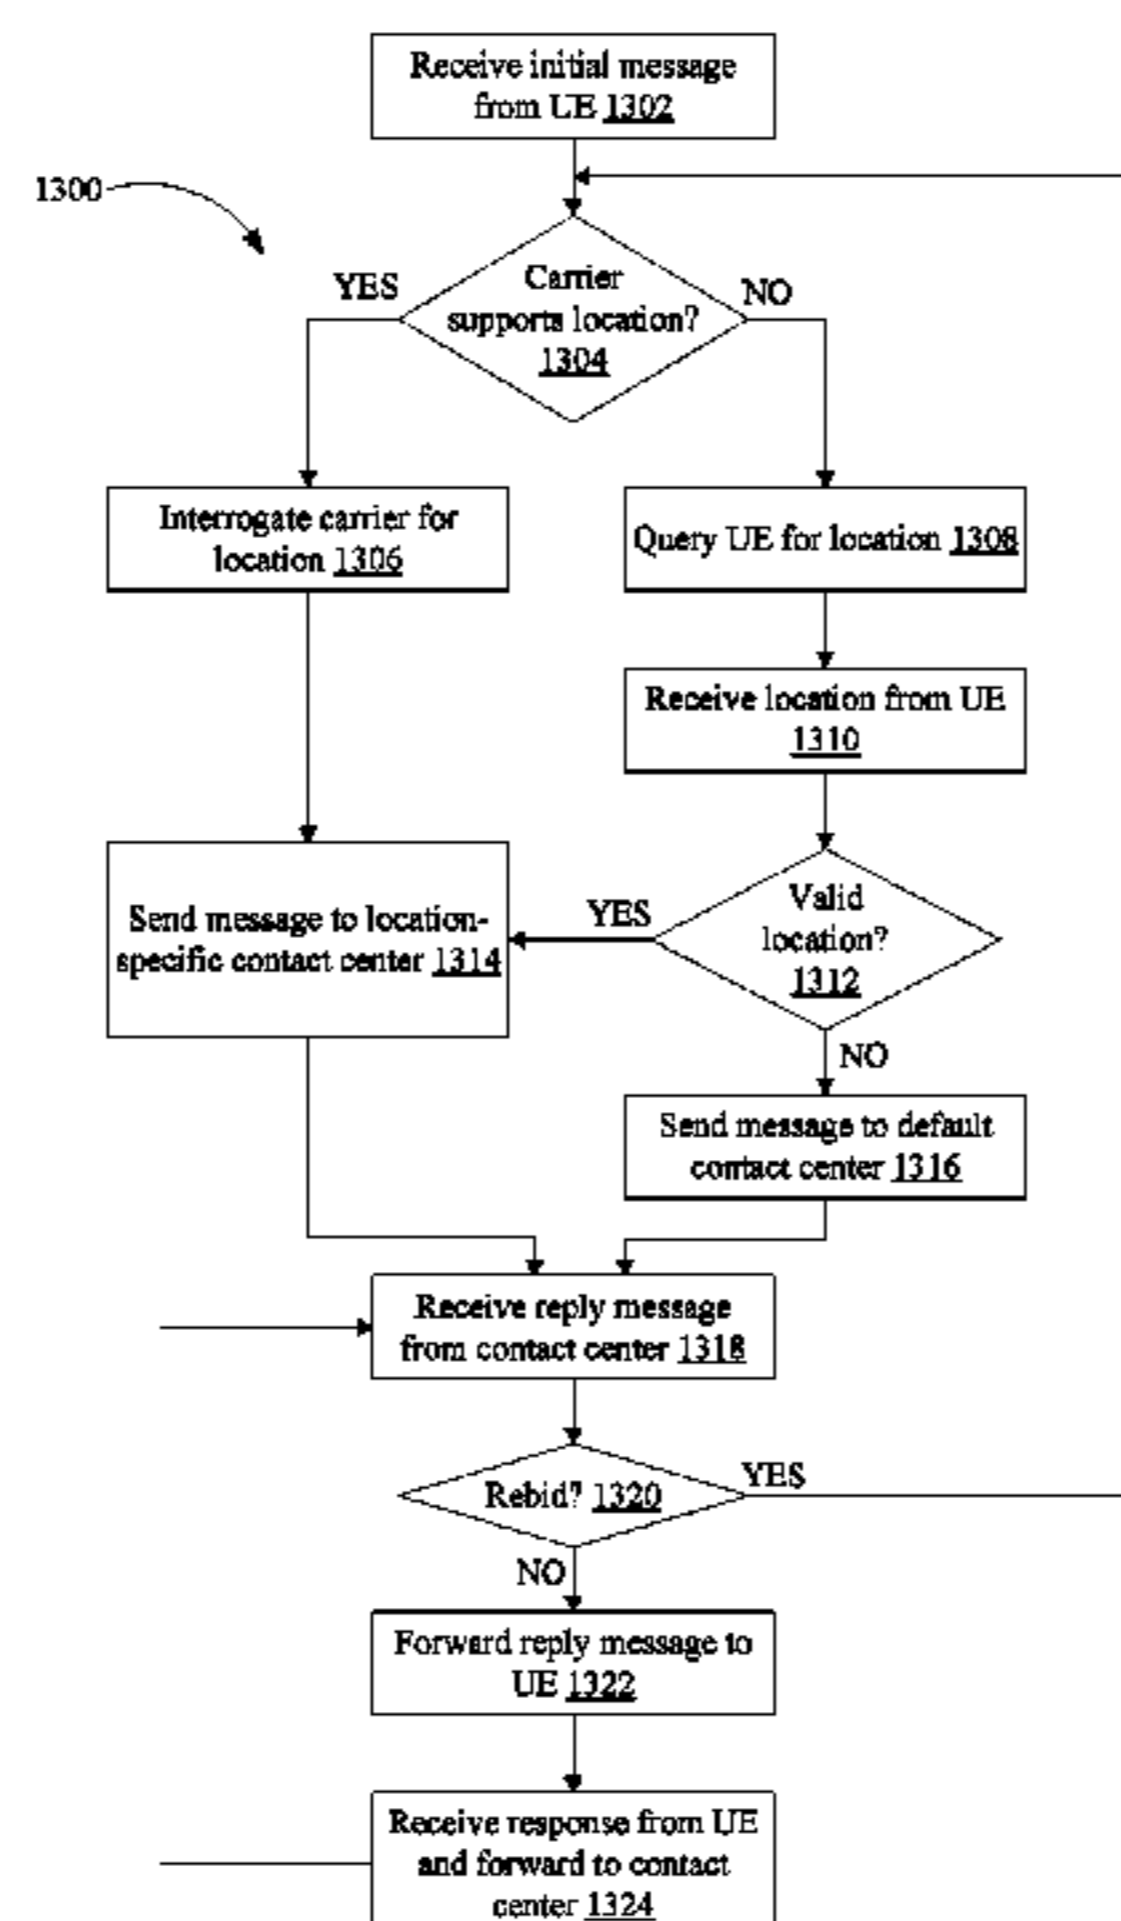 Receive initial message
from UE 1302
1300
YES
Carrier
supports location?
1304
NO
Interrogate carrier for
location 1306
Query UE for location 1308
Receive location from UE
1310
Send message to location-
specific contact center 1314
YES
Valid
location?
1312
NO
Send message to default
contact center 1316
Receive reply message
from contact center 1318
Rebid? 1320
YES
NO
Forward reply message to
UE 1322
Receive response from UE
and forward to contact
center 1324